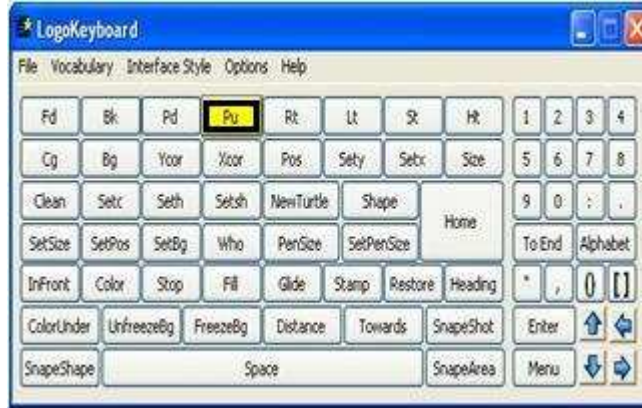 LogoKeyboard
File Vocabulary Interface Style Options Help
Fd Bk Pd Pu Rt Lt St Ht 1 2 3 4
Cg Bg Ycor Xcor Pos Sety Setx Size 5 6 7 8
Clean Setc Seth Setsh NewTurtle Shape Home 9 0 : .
SetSize SetPos SetBg Who PenSize SetPenSize To End Alphabet
InFront Color Stop Fill Glide Stamp Restore Heading " , () []
ColorUnder UnfreezeBg FreezeBg Distance Towards SnapeShot Enter
SnapeShape Space SnapeArea Menu